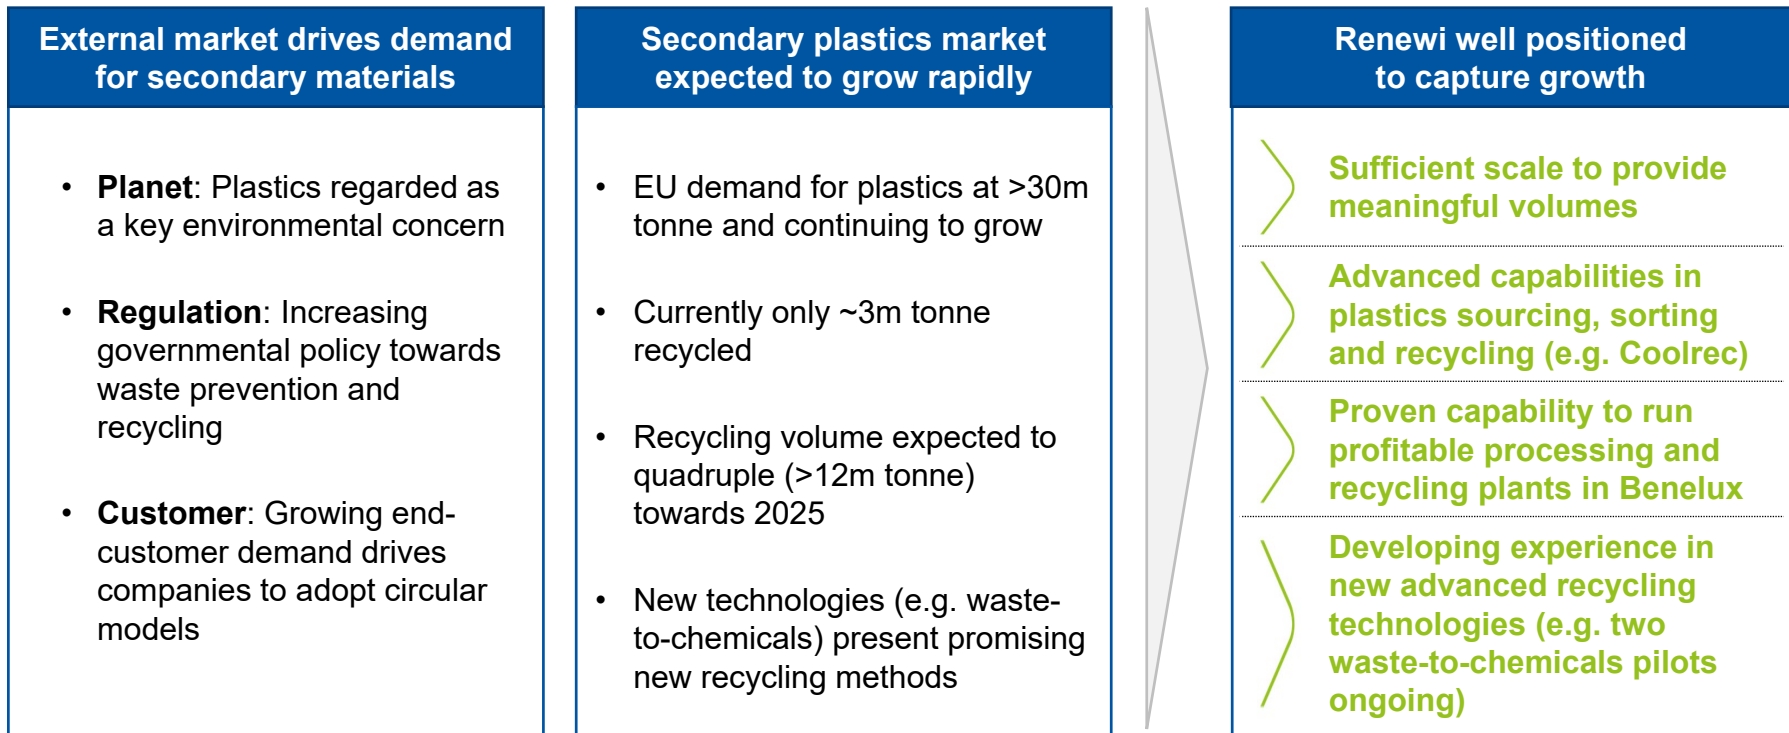 External market drives demand
for secondary materials
• Planet: Plastics regarded as
a key environmental concern
• Regulation: Increasing
governmental policy towards
waste prevention and
recycling
• Customer: Growing end-
customer demand drives
companies to adopt circular
models
Secondary plastics market
expected to grow rapidly
• EU demand for plastics at >30m
tonne and continuing to grow
• Currently only ~3m tonne
recycled
• Recycling volume expected to
quadruple (>12m tonne)
towards 2025
• New technologies (e.g. waste-
to-chemicals) present promising
new recycling methods
Renewi well positioned
to capture growth
Sufficient scale to provide
meaningful volumes
Advanced capabilities in
plastics sourcing, sorting
and recycling (e.g. Coolrec)
Proven capability to run
profitable processing and
recycling plants in Benelux
Developing experience in
new advanced recycling
technologies (e.g. two
waste-to-chemicals pilots
ongoing)